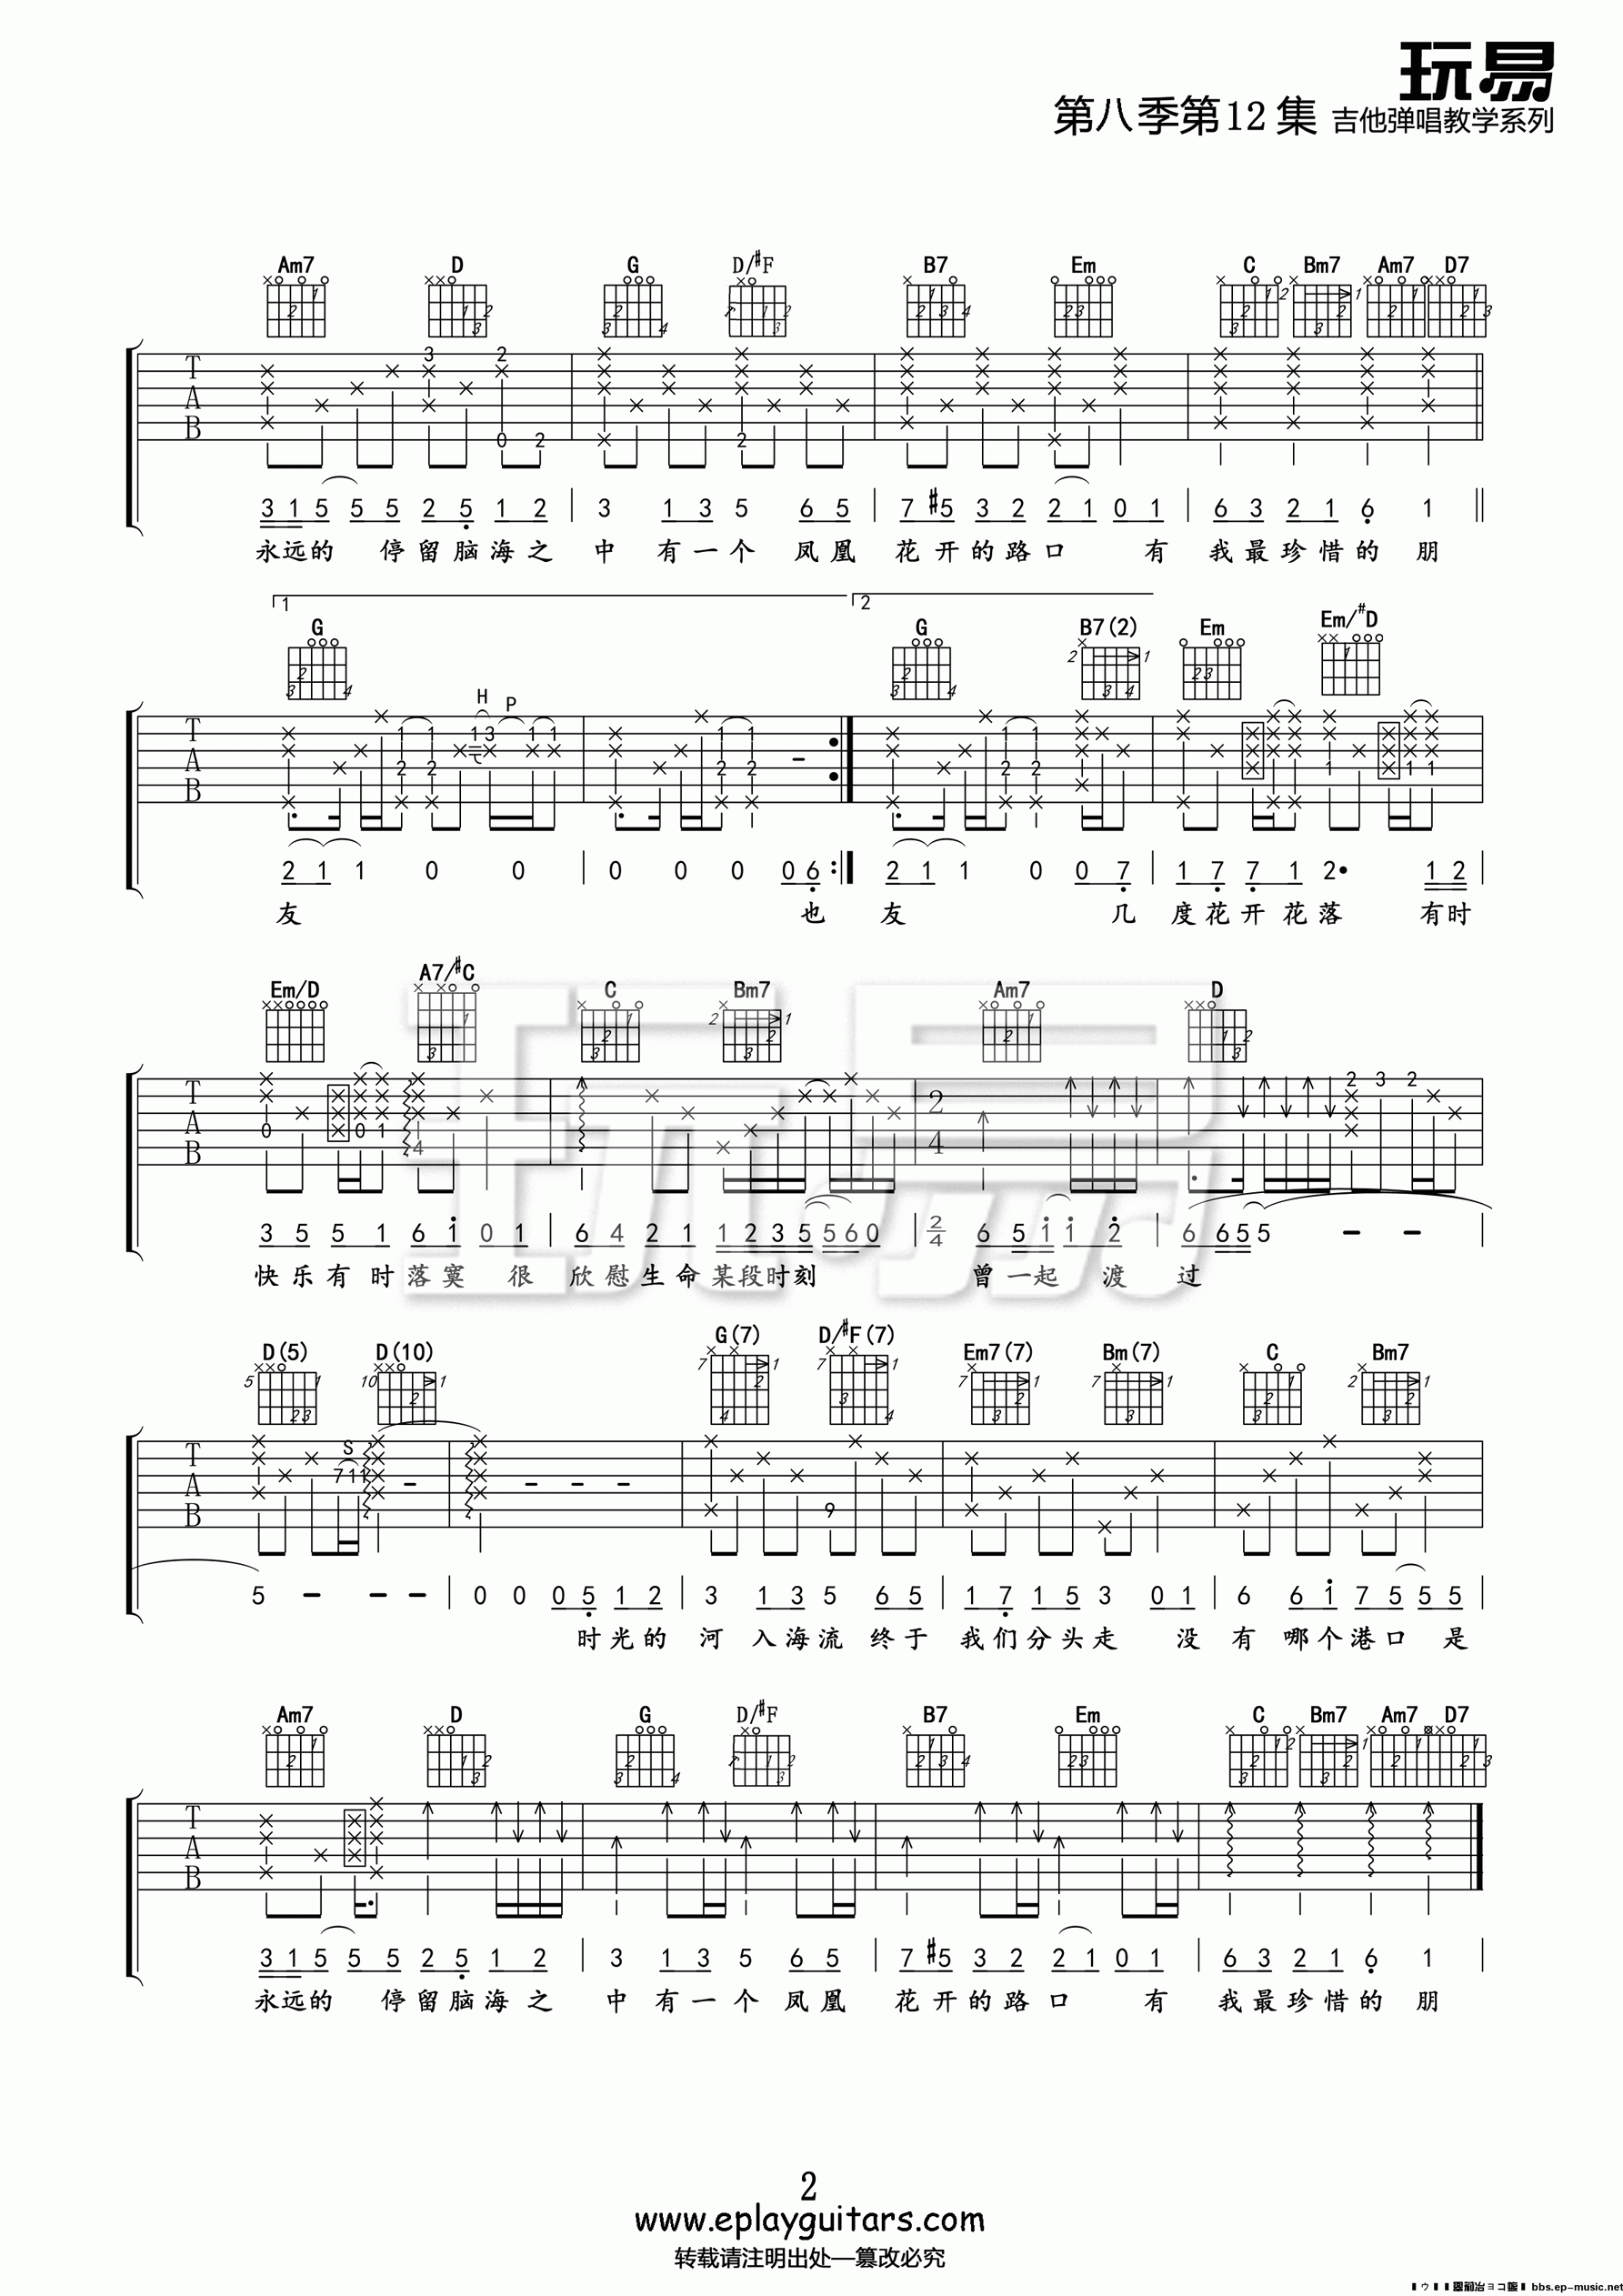 玩易
第八季第12集 吉他弹唱教学系列
Am7 D G D/#F B7 Em C Bm7 Am7 D7
3 1 5 5 5 2 5 1 2 | 3 1 3 5 6 5 | 7 #5 3 2 2 1 0 1 | 6 3 2 1 6 1
永远的 停留脑海之 中 有一个 凤凰 花开的路口 有 我最珍惜的 朋
1 2
G G B7(2) Em Em/#D
H P
2 1 1 0 0 | 0 0 0 0 6 | 2 1 1 0 0 7 | 1 7 7 1 2• 1 2
友 也 友 几 度花开花落 有时
Em/D A7/#C C Bm7 Am7 D
3 5 5 1 6 1 0 1 | 6 4 2 1 1 2 3 5 5 6 0 | 2/4 6 5 1 1 2 | 6 6 5 5 - -
快乐有时落寞 很 欣慰生命某段时刻 曾一起 渡 过
D(5) D(10) G(7) D/#F(7) Em7(7) Bm(7) C Bm7
S
5 - - - | 0 0 0 5 1 2 | 3 1 3 5 6 5 | 1 7 1 5 3 0 1 | 6 6 1 7 5 5 5
时光的 河 入海流 终于 我们分头走 没 有 哪个港口 是
Am7 D G D/#F B7 Em C Bm7 Am7 D7
3 1 5 5 5 2 5 1 2 | 3 1 3 5 6 5 | 7 #5 3 2 2 1 0 1 | 6 3 2 1 6 1
永远的 停留脑海之 中 有一个 凤凰 花开的路口 有 我最珍惜的 朋
2
www.eplayguitars.com
转载请注明出处—篡改必究
bbs.ep-music.net